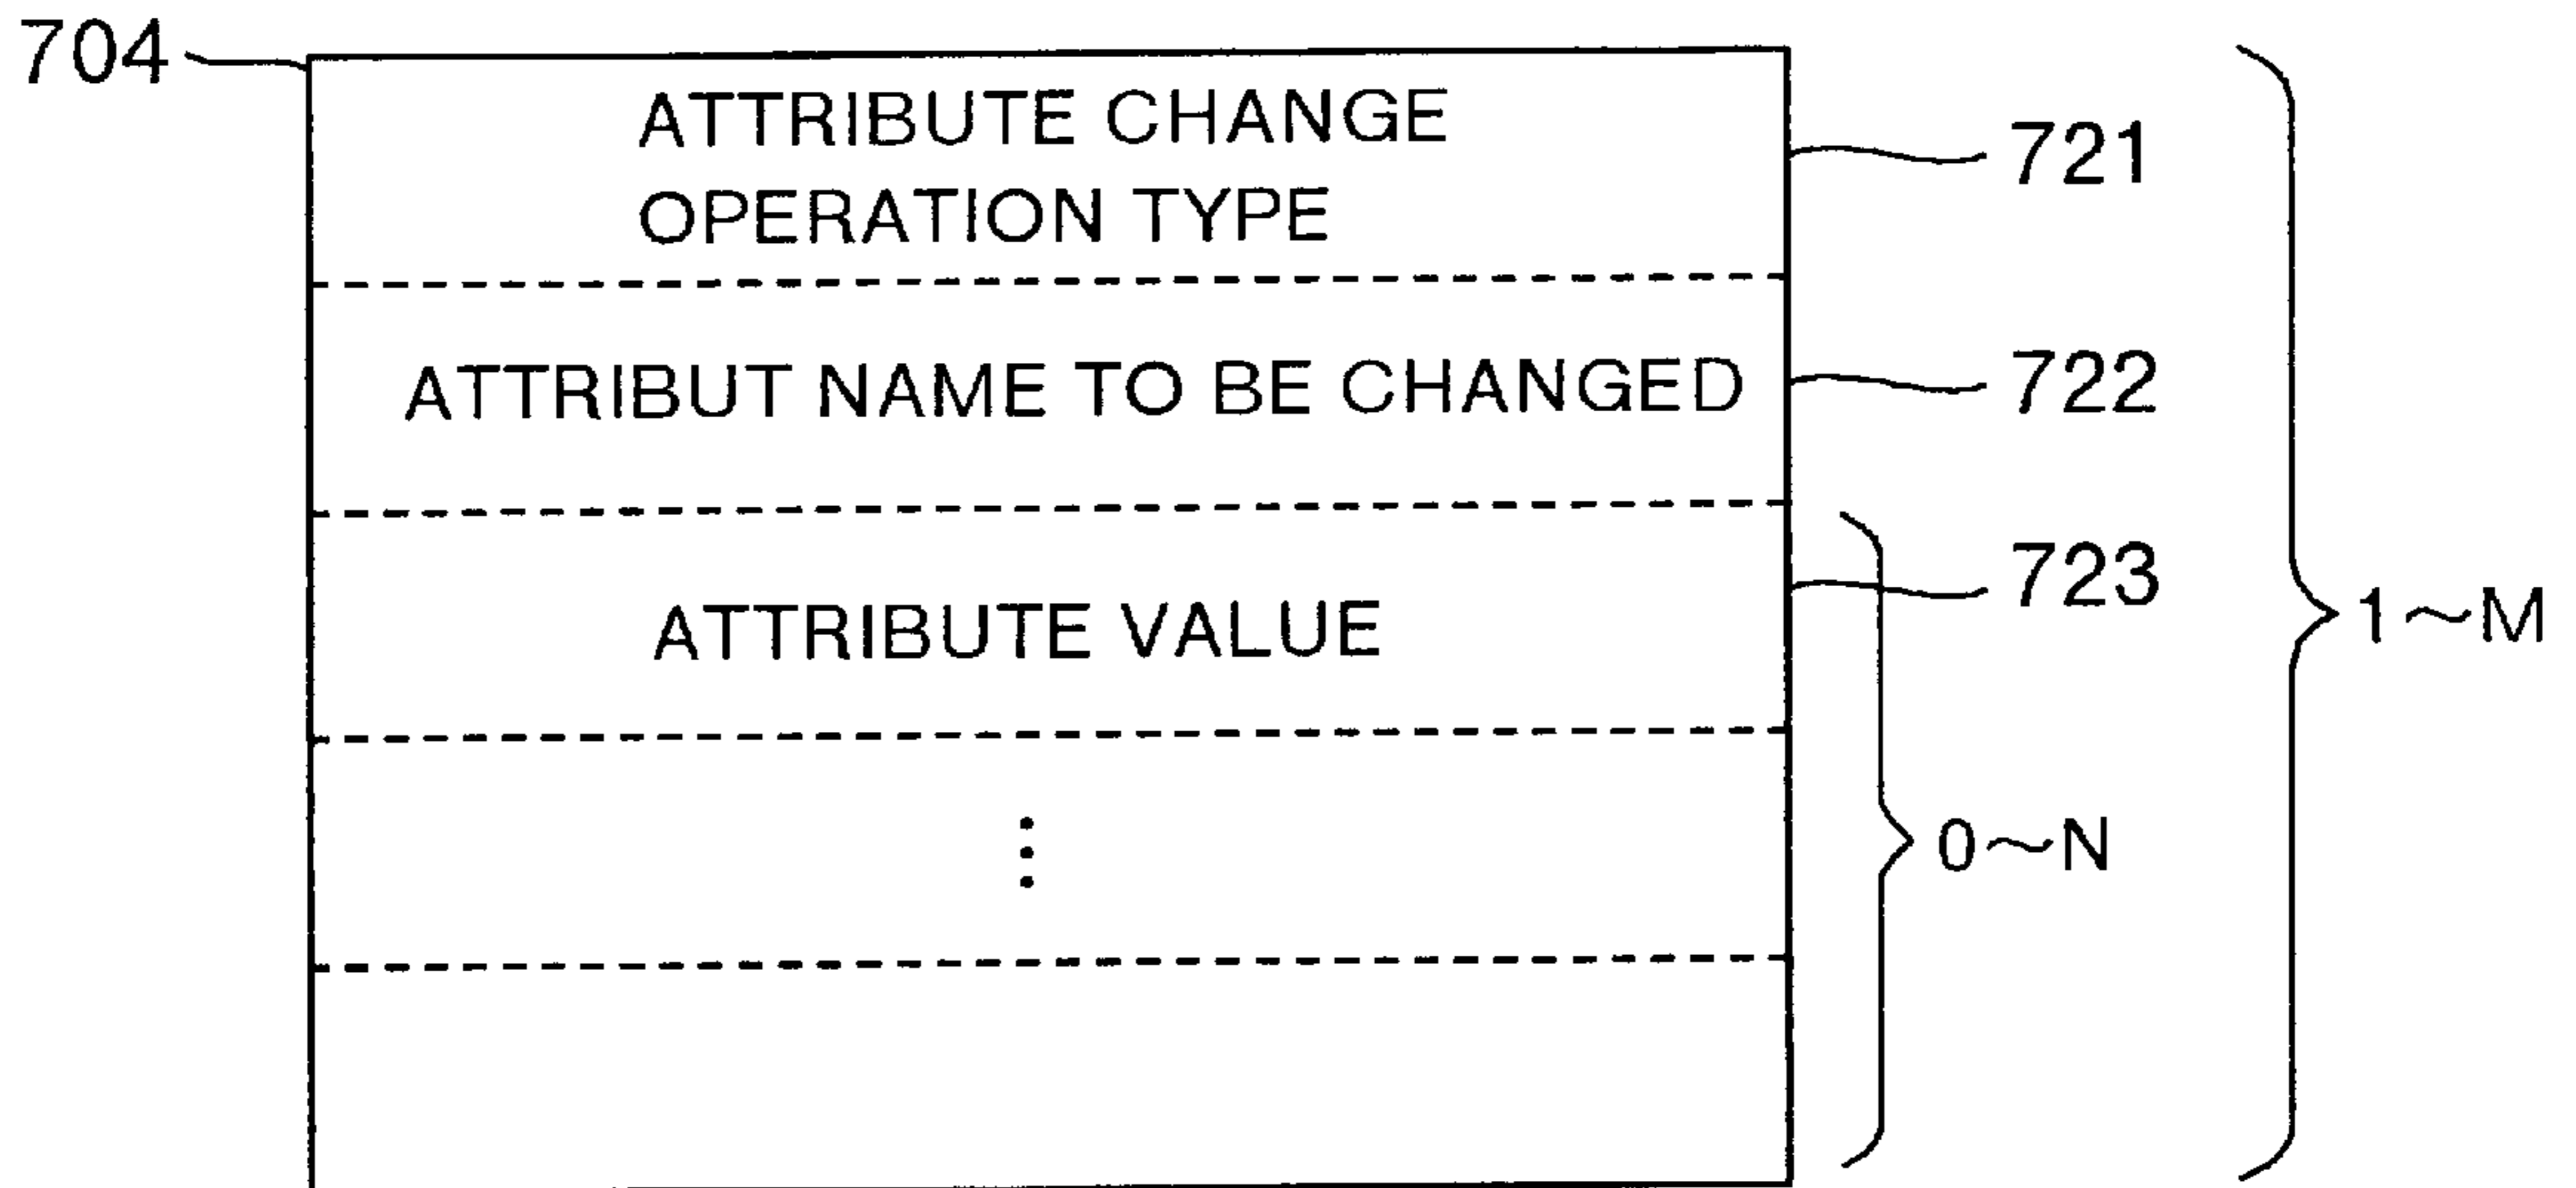 704
ATTRIBUTE CHANGE
OPERATION TYPE
721
ATTRIBUT NAME TO BE CHANGED
722
ATTRIBUTE VALUE
723
1~M
0~N